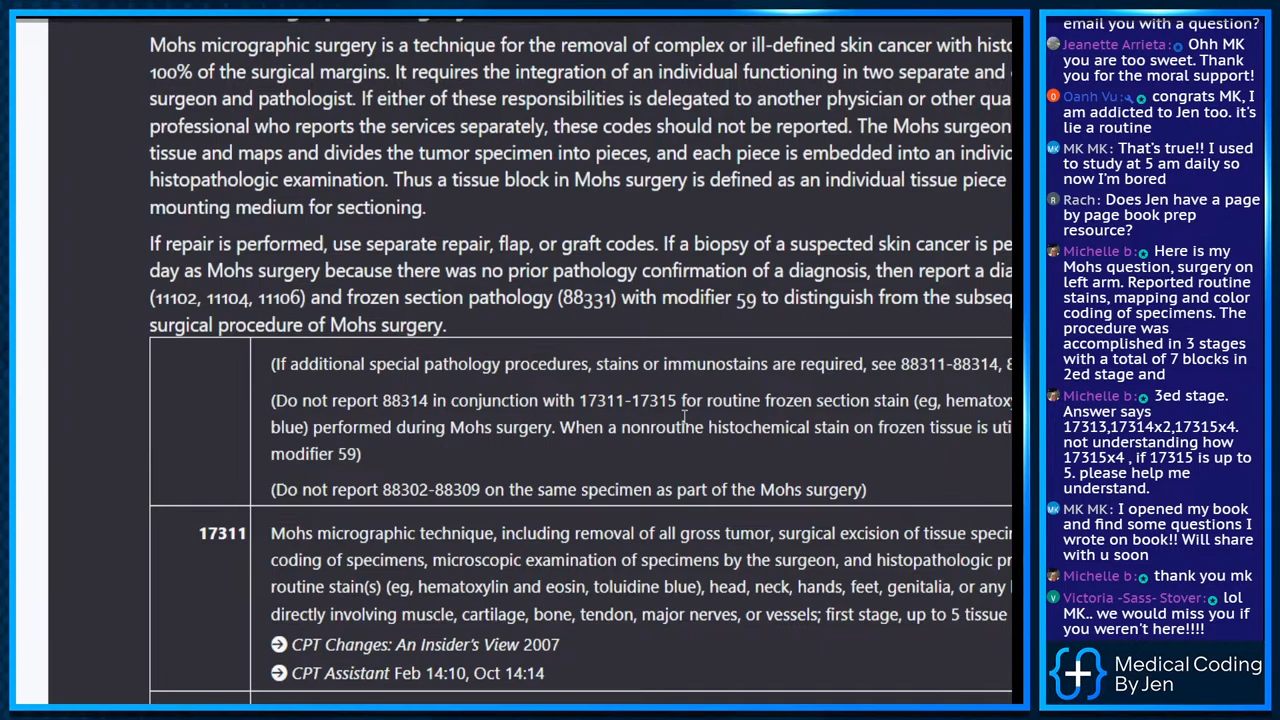 Mohs micrographic surgery is a technique for the removal of complex or ill-defined skin cancer with histo
100% of the surgical margins. It requires the integration of an individual functioning in two separate and
surgeon and pathologist. If either of these responsibilities is delegated to another physician or other qua
professional who reports the services separately, these codes should not be reported. The Mohs surgeon
tissue and maps and divides the tumor specimen into pieces, and each piece is embedded into an indivi
histopathologic examination. Thus a tissue block in Mohs surgery is defined as an individual tissue piece
mounting medium for sectioning.
If repair is performed, use separate repair, flap, or graft codes. If a biopsy of a suspected skin cancer is pe
day as Mohs surgery because there was no prior pathology confirmation of a diagnosis, then report a dia
(11102, 11104, 11106) and frozen section pathology (88331) with modifier 59 to distinguish from the subseq
surgical procedure of Mohs surgery.
(If additional special pathology procedures, stains or immunostains are required, see 88311-88314, 8
(Do not report 88314 in conjunction with 17311-17315 for routine frozen section stain (eg, hematoxy
blue) performed during Mohs surgery. When a nonroutine histochemical stain on frozen tissue is uti
modifier 59)
(Do not report 88302-88309 on the same specimen as part of the Mohs surgery)
17311 Mohs micrographic technique, including removal of all gross tumor, surgical excision of tissue speci
coding of specimens, microscopic examination of specimens by the surgeon, and histopathologic pr
routine stain(s) (eg, hematoxylin and eosin, toluidine blue), head, neck, hands, feet, genitalia, or any l
directly involving muscle, cartilage, bone, tendon, major nerves, or vessels; first stage, up to 5 tissue
CPT Changes: An Insider's View 2007
CPT Assistant Feb 14:10, Oct 14:14
email you with a question?
Jeanette Arrieta: Ohh MK
you are too sweet. Thank
you for the moral support!
Oanh Vu: congrats MK, I
am addicted to Jen too. it's
lie a routine
MK MK: That's true!! I used
to study at 5 am daily so
now I'm bored
Rach: Does Jen have a page
by page book prep
resource?
Michelle b: Here is my
Mohs question, surgery on
left arm. Reported routine
stains, mapping and color
coding of specimens. The
procedure was
accomplished in 3 stages
with a total of 7 blocks in
2ed stage and
Michelle b: 3ed stage.
Answer says
17313,17314x2,17315x4.
not understanding how
17315x4 , if 17315 is up to
5. please help me
understand.
MK MK: I opened my book
and find some questions I
wrote on book!! Will share
with u soon
Michelle b: thank you mk
Victoria -Sass- Stover: lol
MK.. we would miss you if
you weren't here!!!!
Medical Coding
By Jen